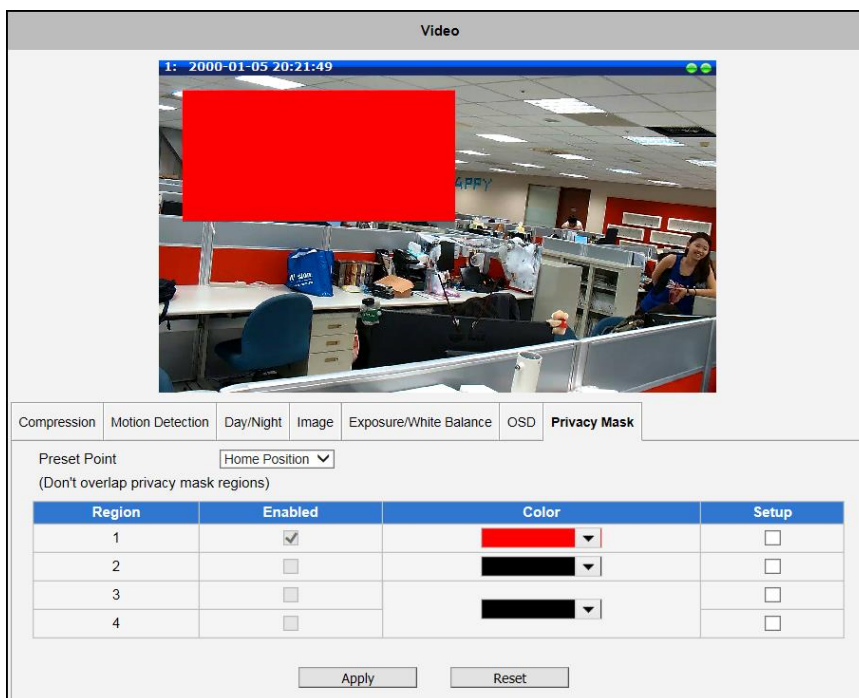 Video
1: 2000-01-05 20:21:49
APPY
Compression Motion Detection Day/Night Image Exposure/White Balance OSD Privacy Mask
Preset Point Home Position
(Don't overlap privacy mask regions)
Region Enabled Color Setup
1
2
3
4
Apply Reset